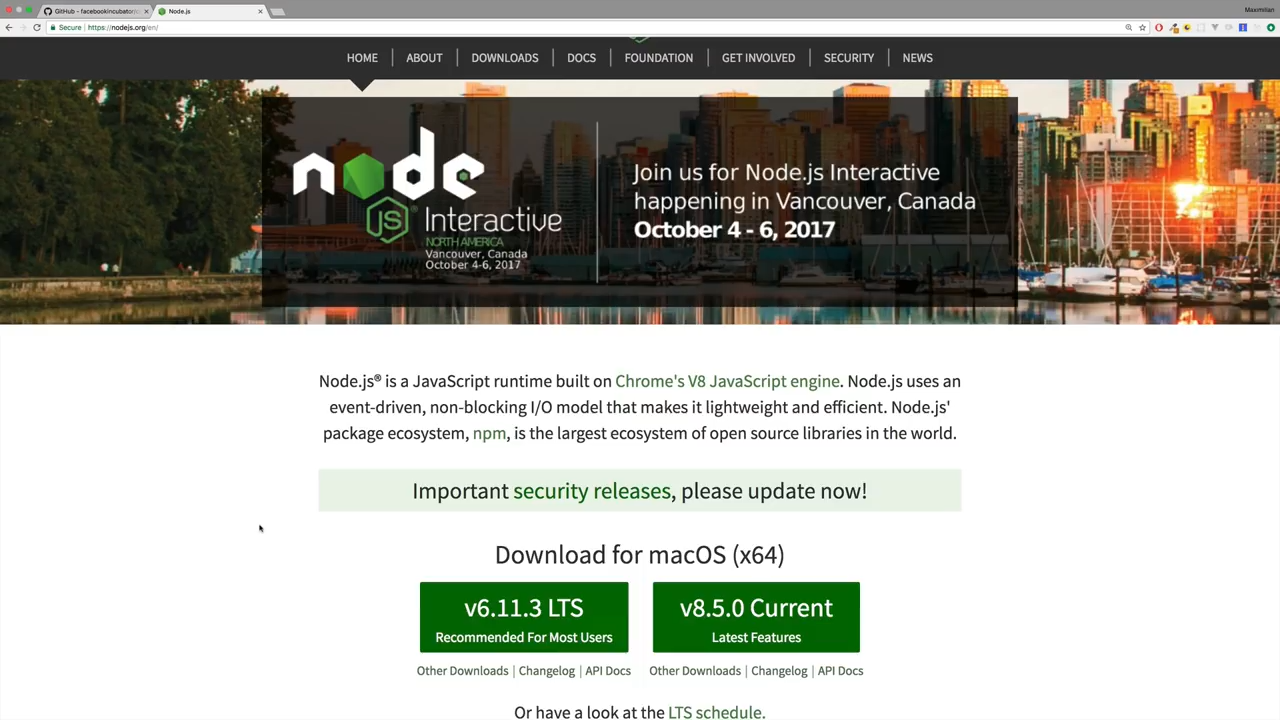 GitHub - facebookincubator/c
Node.js
Maximilian
Secure
https://nodejs.org/en/
HOME
ABOUT
DOWNLOADS
DOCS
FOUNDATION
GET INVOLVED
SECURITY
NEWS
node
JS Interactive
NORTH AMERICA
Vancouver, Canada
October 4-6, 2017
Join us for Node.js Interactive
happening in Vancouver, Canada
October 4 - 6, 2017
Node.js® is a JavaScript runtime built on Chrome's V8 JavaScript engine. Node.js uses an
event-driven, non-blocking I/O model that makes it lightweight and efficient. Node.js'
package ecosystem, npm, is the largest ecosystem of open source libraries in the world.
Important security releases, please update now!
Download for macOS (x64)
v6.11.3 LTS
Recommended For Most Users
v8.5.0 Current
Latest Features
Other Downloads | Changelog | API Docs
Other Downloads | Changelog | API Docs
Or have a look at the LTS schedule.